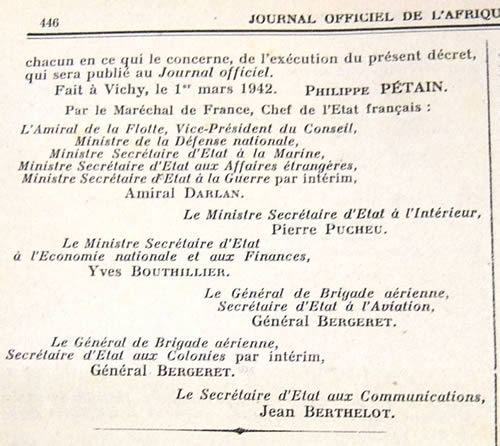 446
JOURNAL OFFICIEL DE L'AFRIQU
chacun en ce qui le concerne, de l'exécution du présent décret,
qui sera publié au Journal officiel.
Fait à Vichy, le 1er mars 1942. PHILIPPE PÉTAIN.
Par le Maréchal de France, Chef de l'Etat français :
L'Amiral de la Flotte, Vice-Président du Conseil,
Ministre de la Défense nationale,
Ministre Secrétaire d'Etat à la Marine,
Ministre Secrétaire d'Etat aux Affaires étrangères,
Ministre Secrétaire d'Etat à la Guerre par intérim,
Amiral DARLAN.
Le Ministre Secrétaire d'Etat à l'Intérieur,
Pierre PUCHEU.
Le Ministre Secrétaire d'Etat
à l'Economie nationale et aux Finances,
Yves BOUTHILLIER.
Le Général de Brigade aérienne,
Secrétaire d'Etat à l'Aviation,
Général BERGERET.
Le Général de Brigade aérienne,
Secrétaire d'Etat aux Colonies par intérim,
Général BERGERET.
Le Secrétaire d'Etat aux Communications,
Jean BERTHELOT.